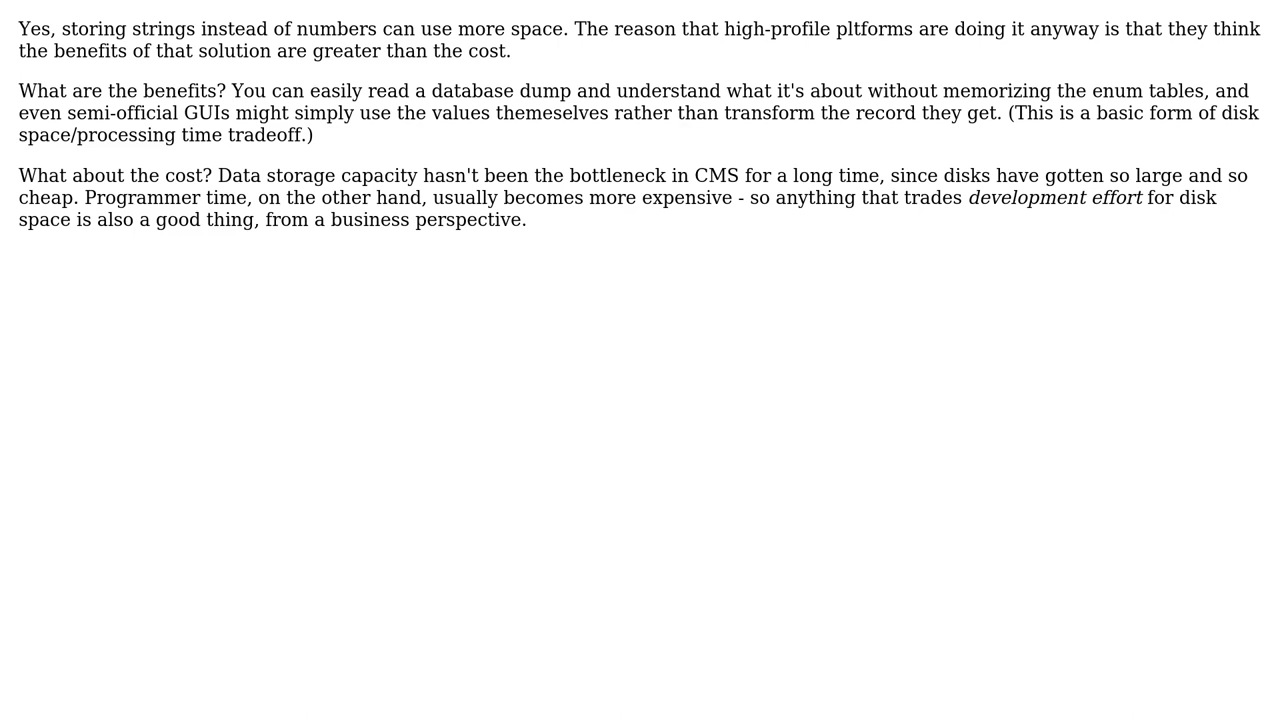 Yes, storing strings instead of numbers can use more space. The reason that high-profile pltforms are doing it anyway is that they think
the benefits of that solution are greater than the cost.
What are the benefits? You can easily read a database dump and understand what it's about without memorizing the enum tables, and
even semi-official GUIs might simply use the values themeselves rather than transform the record they get. (This is a basic form of disk
space/processing time tradeoff.)
What about the cost? Data storage capacity hasn't been the bottleneck in CMS for a long time, since disks have gotten so large and so
cheap. Programmer time, on the other hand, usually becomes more expensive - so anything that trades development effort for disk
space is also a good thing, from a business perspective.